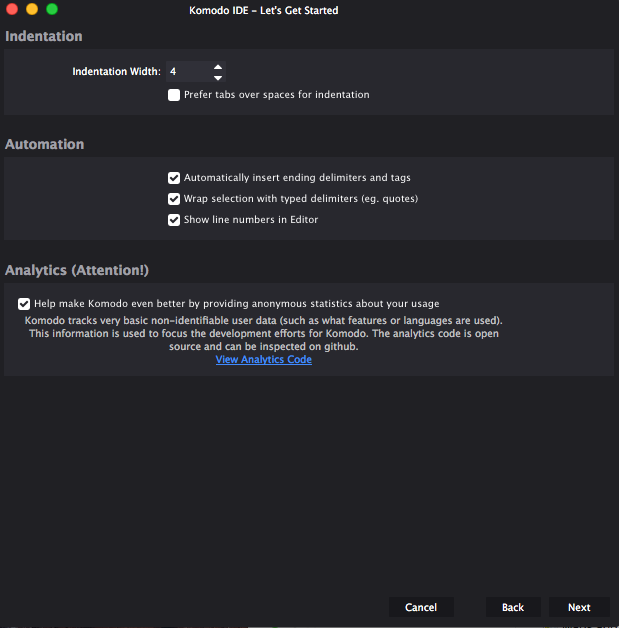 Komodo IDE – Let's Get Started
Indentation
Indentation Width: 4
Prefer tabs over spaces for indentation
Automation
Automatically insert ending delimiters and tags
Wrap selection with typed delimiters (eg. quotes)
Show line numbers in Editor
Analytics (Attention!)
Help make Komodo even better by providing anonymous statistics about your usage
Komodo tracks very basic non-identifiable user data (such as what features or languages are used).
This information is used to focus the development efforts for Komodo. The analytics code is open
source and can be inspected on github.
View Analytics Code
Cancel Back Next